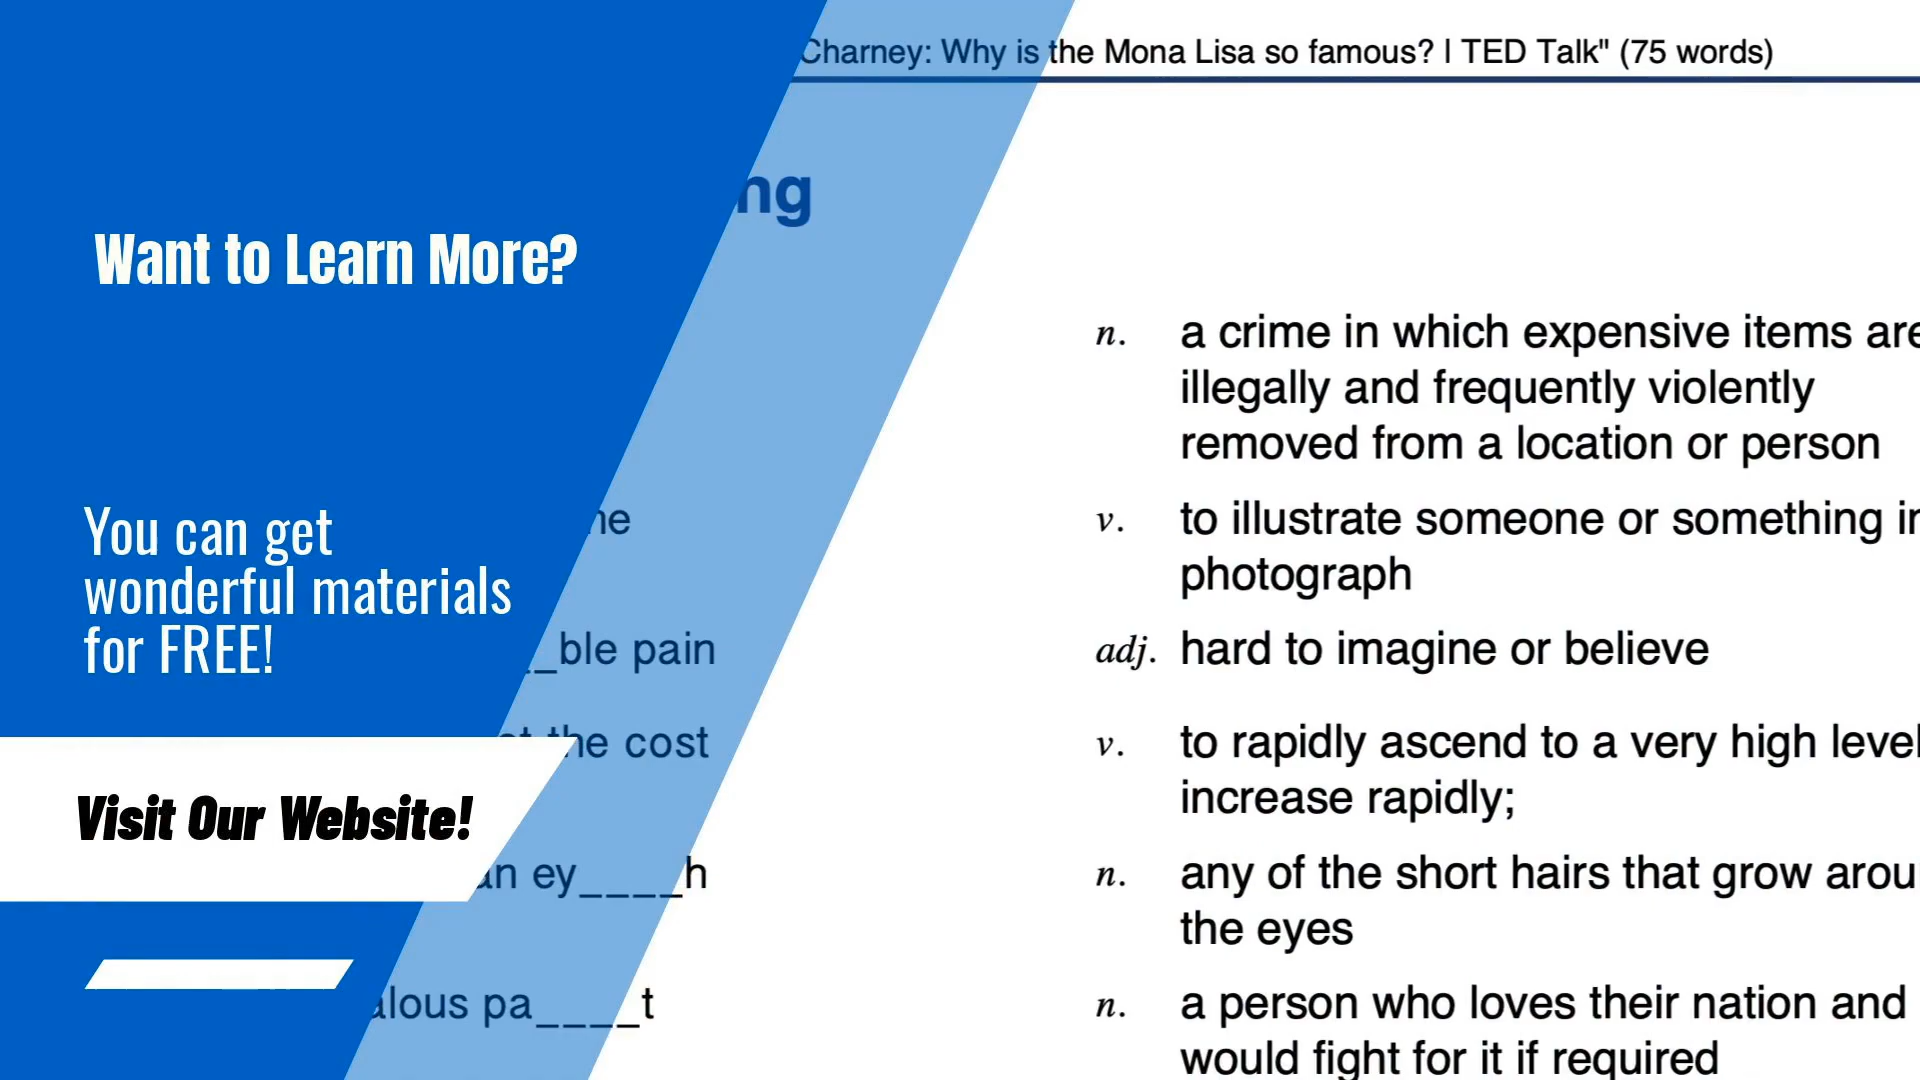 Charney: Why is the Mona Lisa so famous? | TED Talk" (75 words)
ng
Want to Learn More?
You can get
wonderful materials
for FREE!
Visit Our Website!
n. a crime in which expensive items are
illegally and frequently violently
removed from a location or person
he v. to illustrate someone or something in
photograph
_ble pain adj. hard to imagine or believe
the cost v. to rapidly ascend to a very high level
increase rapidly;
an ey____h n. any of the short hairs that grow arou
the eyes
alous pa____t n. a person who loves their nation and
would fight for it if required